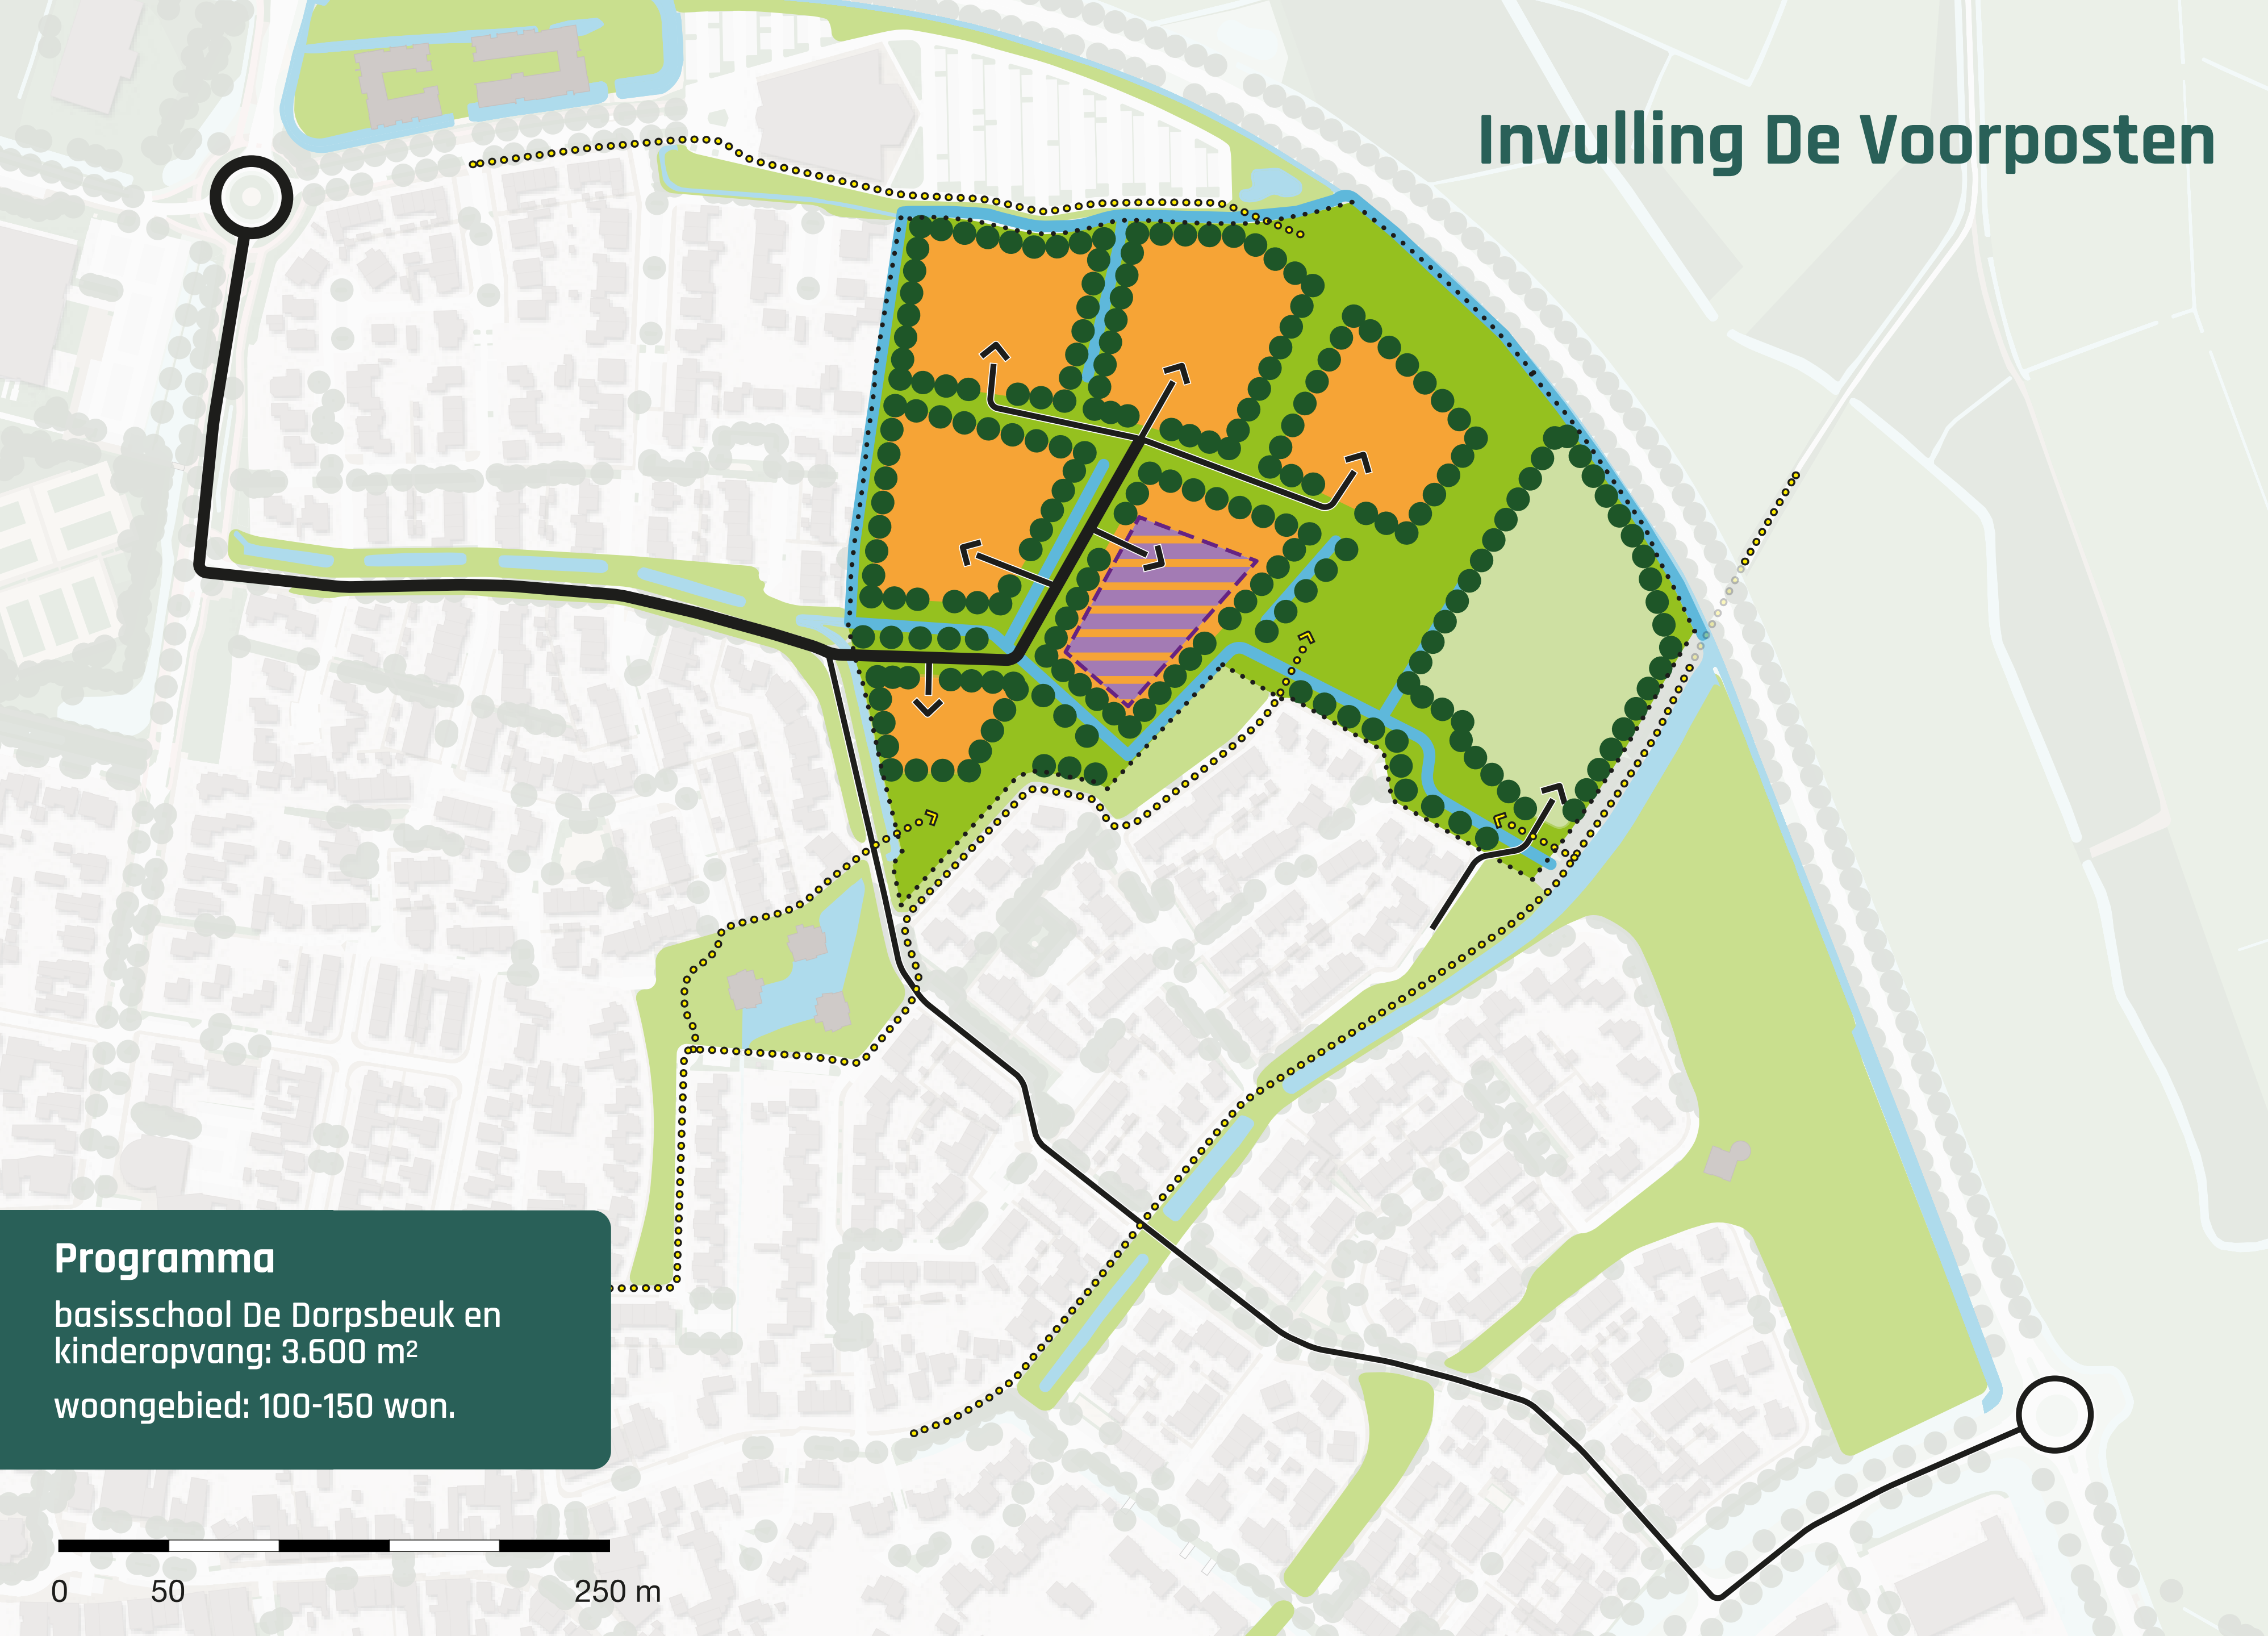 Invulling De Voorposten
Programma
basisschool De Dorpsbeuk en
kinderopvang: 3.600 m²
woongebied: 100-150 won.
0 50 250 m